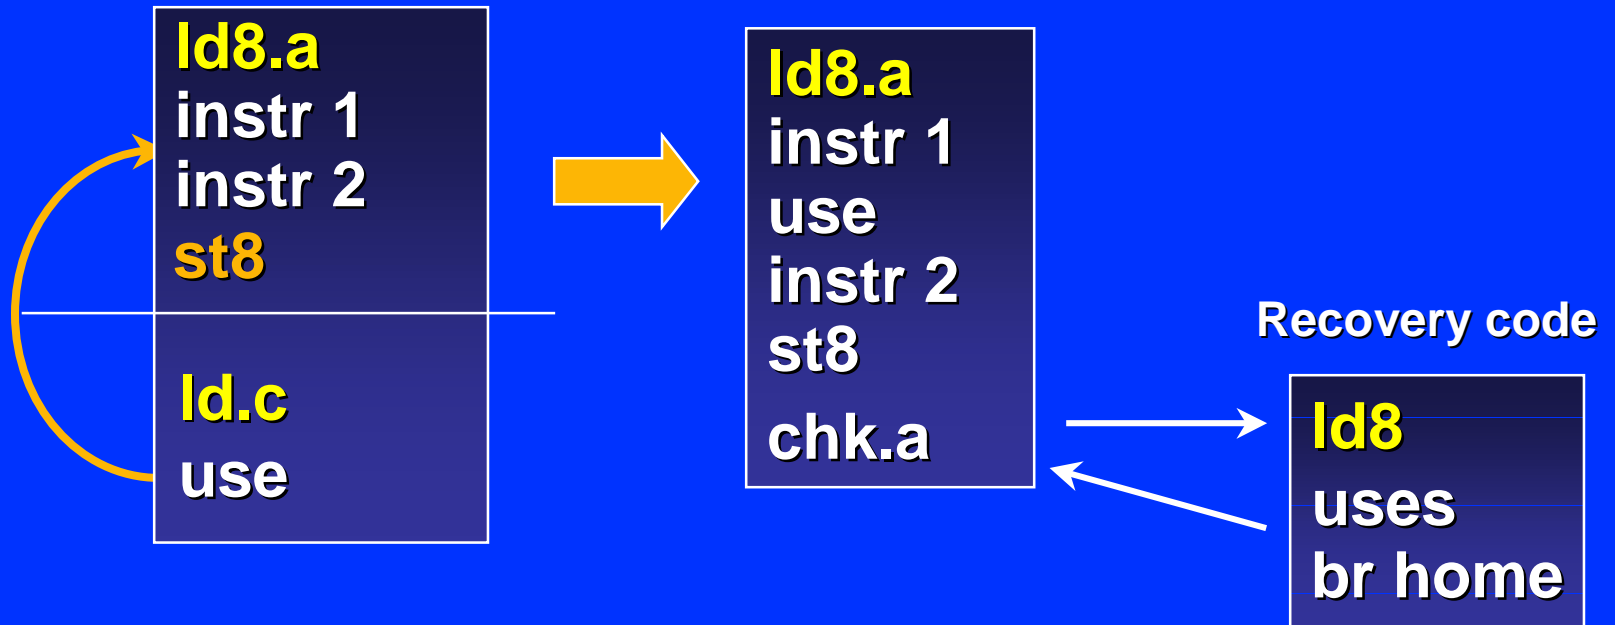 ld8.a
instr 1
instr 2
st8
ld.c
use
ld8.a
instr 1
use
instr 2
st8
chk.a
Recovery code
ld8
uses
br home